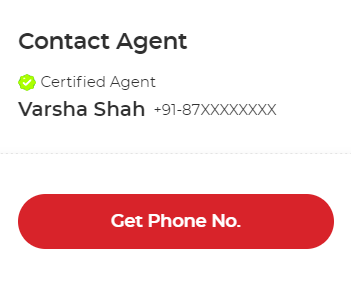 Contact Agent
Certified Agent
Varsha Shah +91-87XXXXXXXX
Get Phone No.